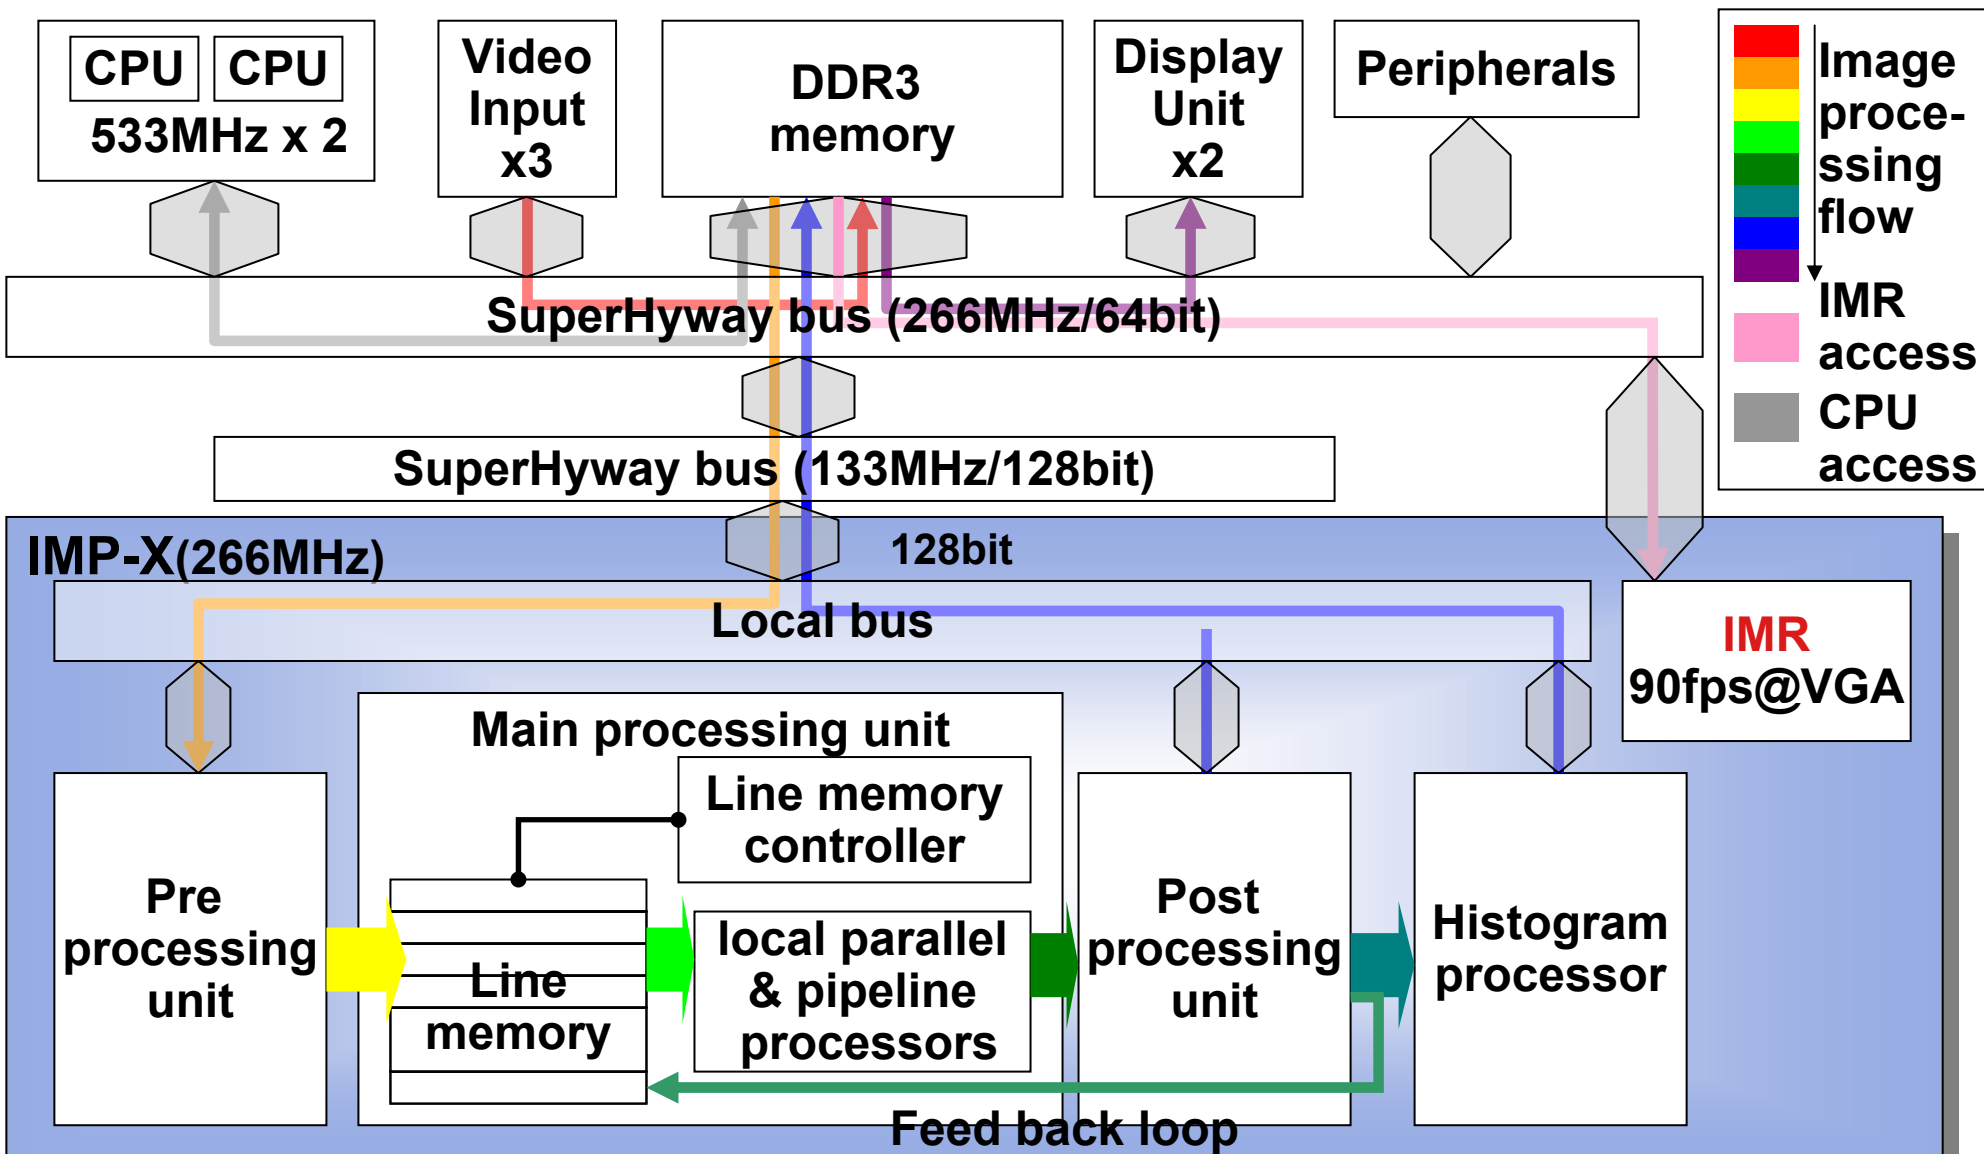 CPU CPU
533MHz x 2
Video
Input
x3
DDR3
memory
Display
Unit
x2
Peripherals
Image
proce-
ssing
flow
IMR
access
CPU
access
SuperHyway bus (266MHz/64bit)
SuperHyway bus (133MHz/128bit)
IMP-X(266MHz)
128bit
Local bus
IMR
90fps@VGA
Main processing unit
Line memory
controller
Pre
processing
unit
Line
memory
local parallel
& pipeline
processors
Post
processing
unit
Histogram
processor
Feed back loop